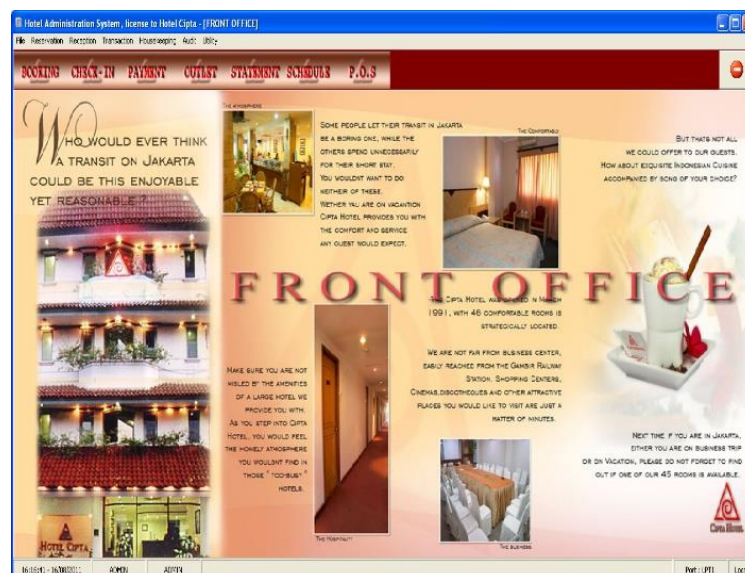 Hotel Administration System, license to Hotel Cipta - [FRONT OFFICE]
File Reservation Reception Transaction Housekeeping Audit Utility
BOOKING CHECK-IN PAYMENT OUTLET STATEMENT SCHEDULE P.O.S
WHO WOULD EVER THINK
A TRANSIT ON JAKARTA
COULD BE THIS ENJOYABLE
YET REASONABLE ?
THE ATMOSPHERE
SOME PEOPLE LET THEIR TRANSIT IN JAKARTA
BE A BORING ONE, WHILE THE
OTHERS SPEND UNNECESSARILY
FOR THEIR SHORT STAY.
YOU WOULDNT WANT TO DO
NEITHER OF THESE.
WETHER YAU ARE ON VACANTION
CIPTA HOTEL PROVIDES YOU WITH
THE COMFORT AND SERVICE
ANY GUEST WOULD EXPECT.
THE COMFORTABLY
BUT THATS NOT ALL
WE COULD OFFER TO OUR GUESTS.
HOW ABOUT EXQUISITE INDONESIAN CUISINE
ACCOMPANIED BY SONG OF YOUR CHOICE?
FRONT OFFICE
THE CIPTA HOTEL WAS OPENED IN MARCH
1991, WITH 46 COMFORTABLE ROOMS IS
STRATEGICALLY LOCATED.
WE ARE NOT FAR FROM BUSINESS CENTER,
EASILY REACHED FROM THE GAMBIR RAILWAY
STATION, SHOPPING CENTERS,
CINEMAS,DISCOTHEQUES AND OTHER ATTRACTIVE
PLACES YOU WOULD LIKE TO VISIT ARE JUST A
MATTER OF MINUTES.
MAKE SURE YOU ARE NOT
MISLED BY THE AMENITIES
OF A LARGE HOTEL WE
PROVIDE YOU WITH.
AS YOU STEP INTO CIPTA
HOTEL, YOU WOULD FEEL
THE HOMELY ATMOSPHERE
YOU WOULDNT FIND IN
THOSE " TOO-BUSY "
HOTELS.
THE HOSPITALITY
THE BUSINESS
NEXT TIME IF YOU ARE IN JAKARTA,
EITHER YOU ARE ON BUSINESS TRIP
OR ON VACATION, PLEASE DO NOT FORGET TO FIND
OUT IF ONE OF OUR 45 ROOMS IS AVAILABLE.
CIPTA HOTEL
HOTEL CIPTA
16:16:41 - 16/08/2011 ADMIN ADMIN Port : LPT1